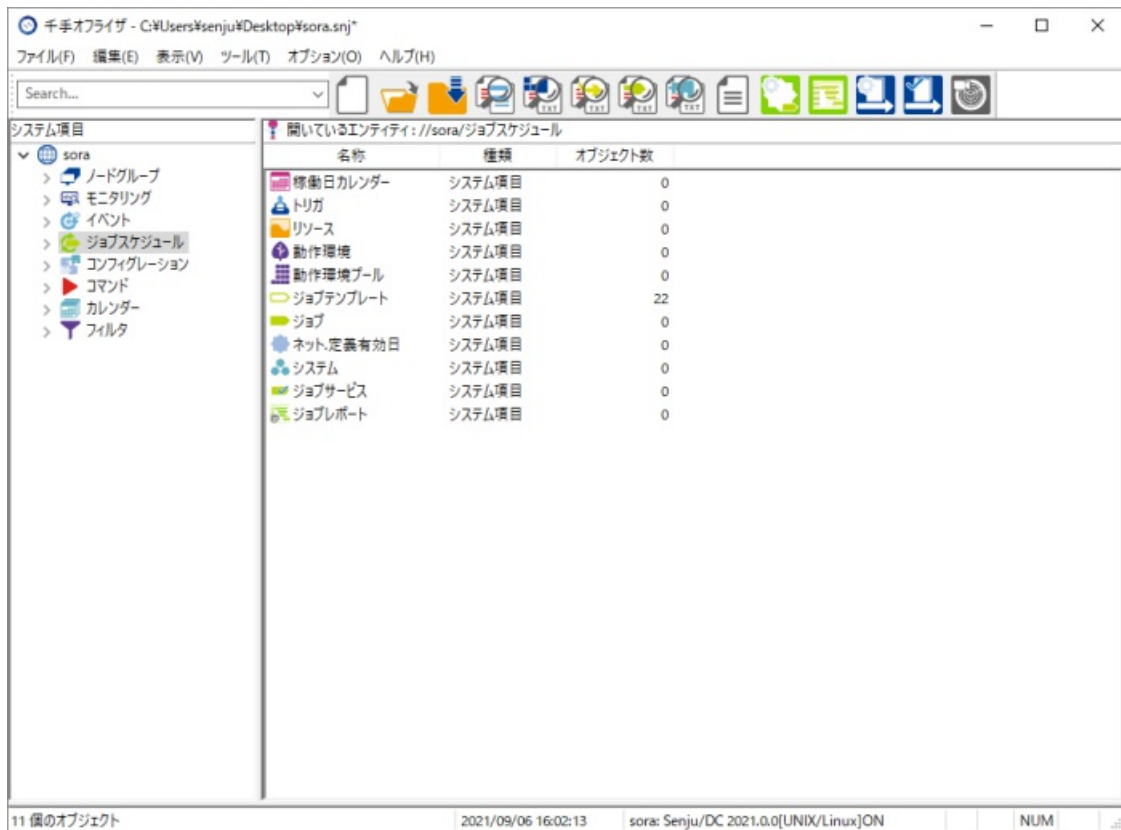 千手オフライザ - C:¥Users¥senju¥Desktop¥sora.snj*
ファイル(F) 編集(E) 表示(V) ツール(T) オプション(O) ヘルプ(H)
Search...
TXT TXT TXT TXT
システム項目
開いているエンティティ: //sora/ジョブスケジュール
sora
ノードグループ
モニタリング
イベント
ジョブスケジュール
コンフィグレーション
コマンド
カレンダー
フィルタ
名称 種類 オブジェクト数
稼働日カレンダー システム項目 0
トリガ システム項目 0
リソース システム項目 0
動作環境 システム項目 0
動作環境プール システム項目 0
ジョブテンプレート システム項目 22
ジョブ システム項目 0
ネット.定義有効日 システム項目 0
システム システム項目 0
ジョブサービス システム項目 0
ジョブレポート システム項目 0
11 個のオブジェクト 2021/09/06 16:02:13 sora: Senju/DC 2021.0.0[UNIX/Linux]ON NUM